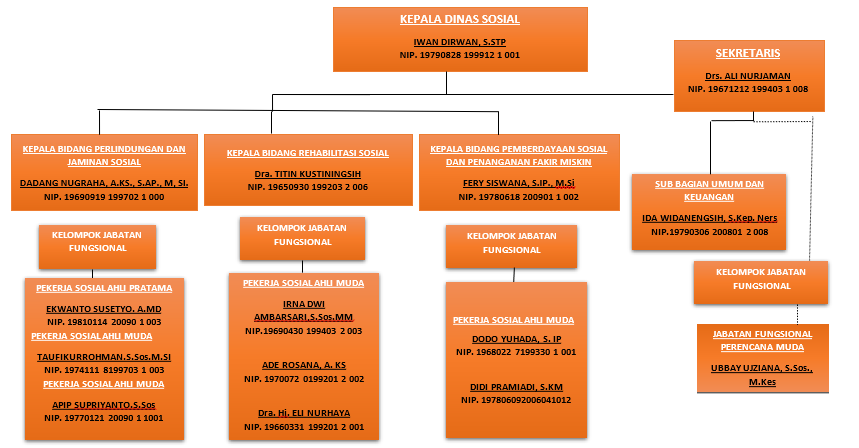 KEPALA DINAS SOSIAL
IWAN DIRWAN, S.STP
NIP. 19790828 199912 1 001
SEKRETARIS
Drs. ALI NURJAMAN
NIP. 19671212 199403 1 008
KEPALA BIDANG PERLINDUNGAN DAN
JAMINAN SOSIAL
DADANG NUGRAHA, A.KS., S.AP., M, SI.
NIP. 19690919 199702 1 000
KEPALA BIDANG REHABILITASI SOSIAL
Dra. TITIN KUSTININGSIH
NIP. 19650930 199203 2 006
KEPALA BIDANG PEMBERDAYAAN SOSIAL
DAN PENANGANAN FAKIR MISKIN
FERY SISWANA, S.IP., M.Si
NIP. 19780618 200901 1 002
SUB BAGIAN UMUM DAN
KEUANGAN
IDA WIDANENGSIH, S.Kep. Ners
NIP.19790306 200801 2 008
KELOMPOK JABATAN
FUNGSIONAL
PEKERJA SOSIAL AHLI PRATAMA
EKWANTO SUSETYO. A.MD
NIP. 19810114 20090 1 003
PEKERJA SOSIAL AHLI MUDA
TAUFIKURROHMAN.S.Sos.M.SI
NIP. 1974111 8199703 1 003
PEKERJA SOSIAL AHLI MUDA
APIP SUPRIYANTO.S.Sos
NIP. 19770121 20090 1 1001
KELOMPOK JABATAN
FUNGSIONAL
PEKERJA SOSIAL AHLI MUDA
IRNA DWI
AMBARSARI,S.Sos.MM
NIP.19690430 199403 2 003
ADE ROSANA, A. KS
NIP. 1970072 0199201 2 002
Dra. Hj. ELI NURHAYA
NIP. 19660331 199201 2 001
KELOMPOK JABATAN
FUNGSIONAL
PEKERJA SOSIAL AHLI MUDA
DODO YUHADA, S. IP
NIP. 1968022 7199330 1 001
DIDI PRAMIADI, S.KM
NIP. 197806092006041012
KELOMPOK JABATAN
FUNGSIONAL
JABATAN FUNGSIONAL
PERENCANA MUDA
UBBAY UJZIANA, S.Sos.,
M.Kes